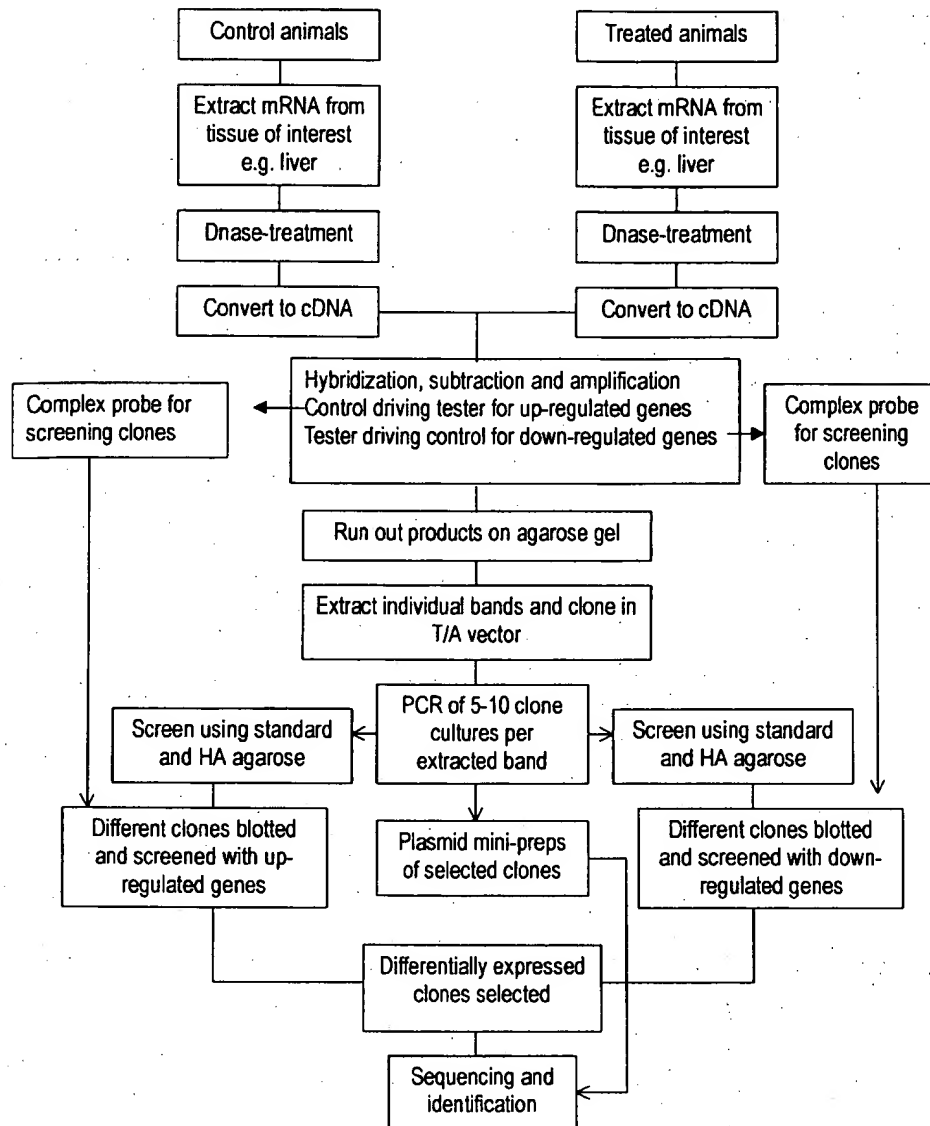 Control animals
Treated animals
Extract mRNA from
tissue of interest
e.g. liver
Extract mRNA from
tissue of interest
e.g. liver
Dnase-treatment
Dnase-treatment
Convert to cDNA
Convert to cDNA
Complex probe for
screening clones
Hybridization, subtraction and amplification
Control driving tester for up-regulated genes
Tester driving control for down-regulated genes
Complex probe
for screening
clones
Run out products on agarose gel
Extract individual bands and clone in
T/A vector
Screen using standard
and HA agarose
PCR of 5-10 clone
cultures per
extracted band
Screen using standard
and HA agarose
Different clones blotted
and screened with up-
regulated genes
Plasmid mini-preps
of selected clones
Different clones blotted
and screened with down-
regulated genes
Differentially expressed
clones selected
Sequencing and
identification